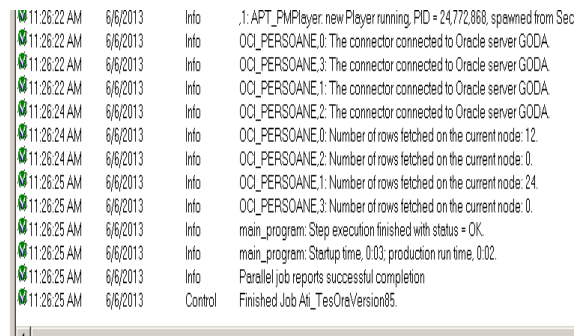 11:26:22 AM 6/6/2013 Info ,1: APT_PMPlayer: new Player running, PID = 24,772,868, spawned from Sec
11:26:22 AM 6/6/2013 Info OCI_PERSOANE,0: The connector connected to Oracle server GODA.
11:26:22 AM 6/6/2013 Info OCI_PERSOANE,3: The connector connected to Oracle server GODA.
11:26:22 AM 6/6/2013 Info OCI_PERSOANE,1: The connector connected to Oracle server GODA.
11:26:24 AM 6/6/2013 Info OCI_PERSOANE,2: The connector connected to Oracle server GODA.
11:26:24 AM 6/6/2013 Info OCI_PERSOANE,0: Number of rows fetched on the current node: 12.
11:26:24 AM 6/6/2013 Info OCI_PERSOANE,2: Number of rows fetched on the current node: 0.
11:26:25 AM 6/6/2013 Info OCI_PERSOANE,1: Number of rows fetched on the current node: 24.
11:26:25 AM 6/6/2013 Info OCI_PERSOANE,3: Number of rows fetched on the current node: 0.
11:26:25 AM 6/6/2013 Info main_program: Step execution finished with status = OK.
11:26:25 AM 6/6/2013 Info main_program: Startup time, 0:03; production run time, 0:02.
11:26:25 AM 6/6/2013 Info Parallel job reports successful completion
11:26:25 AM 6/6/2013 Control Finished Job Ati_TesOraVersion85.